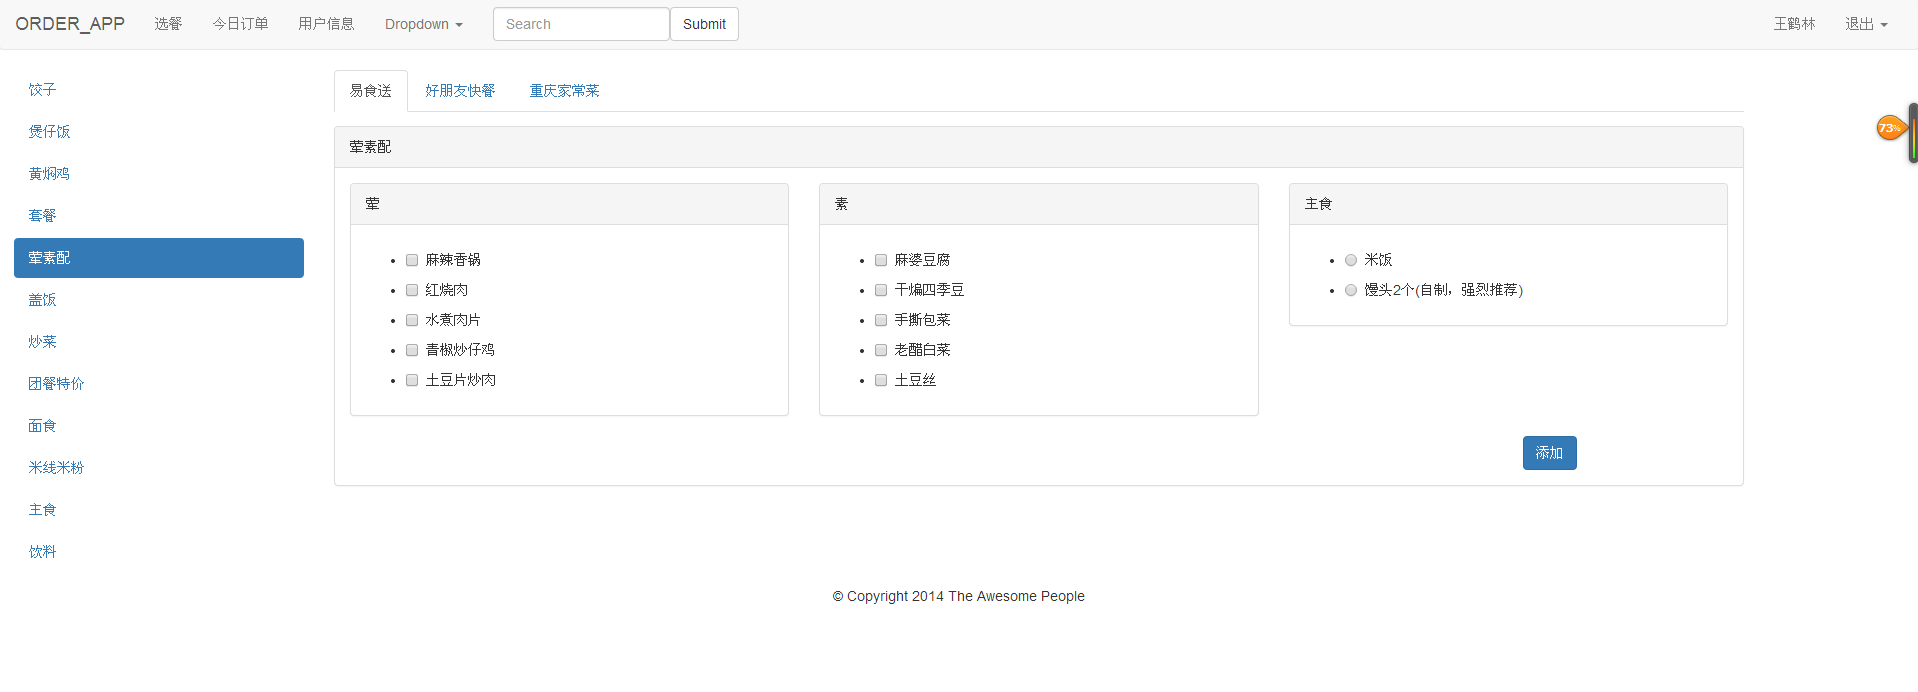 ORDER_APP 选餐 今日订单 用户信息 Dropdown Search Submit 王鹤林 退出
饺子
煲仔饭
黄焖鸡
套餐
荤素配
盖饭
炒菜
团餐特价
面食
米线米粉
主食
饮料
易食送 好朋友快餐 重庆家常菜
荤素配
荤
麻辣香锅
红烧肉
水煮肉片
青椒炒仔鸡
土豆片炒肉
素
麻婆豆腐
干煸四季豆
手撕包菜
老醋白菜
土豆丝
主食
米饭
馒头2个(自制，强烈推荐)
添加
73%
© Copyright 2014 The Awesome People